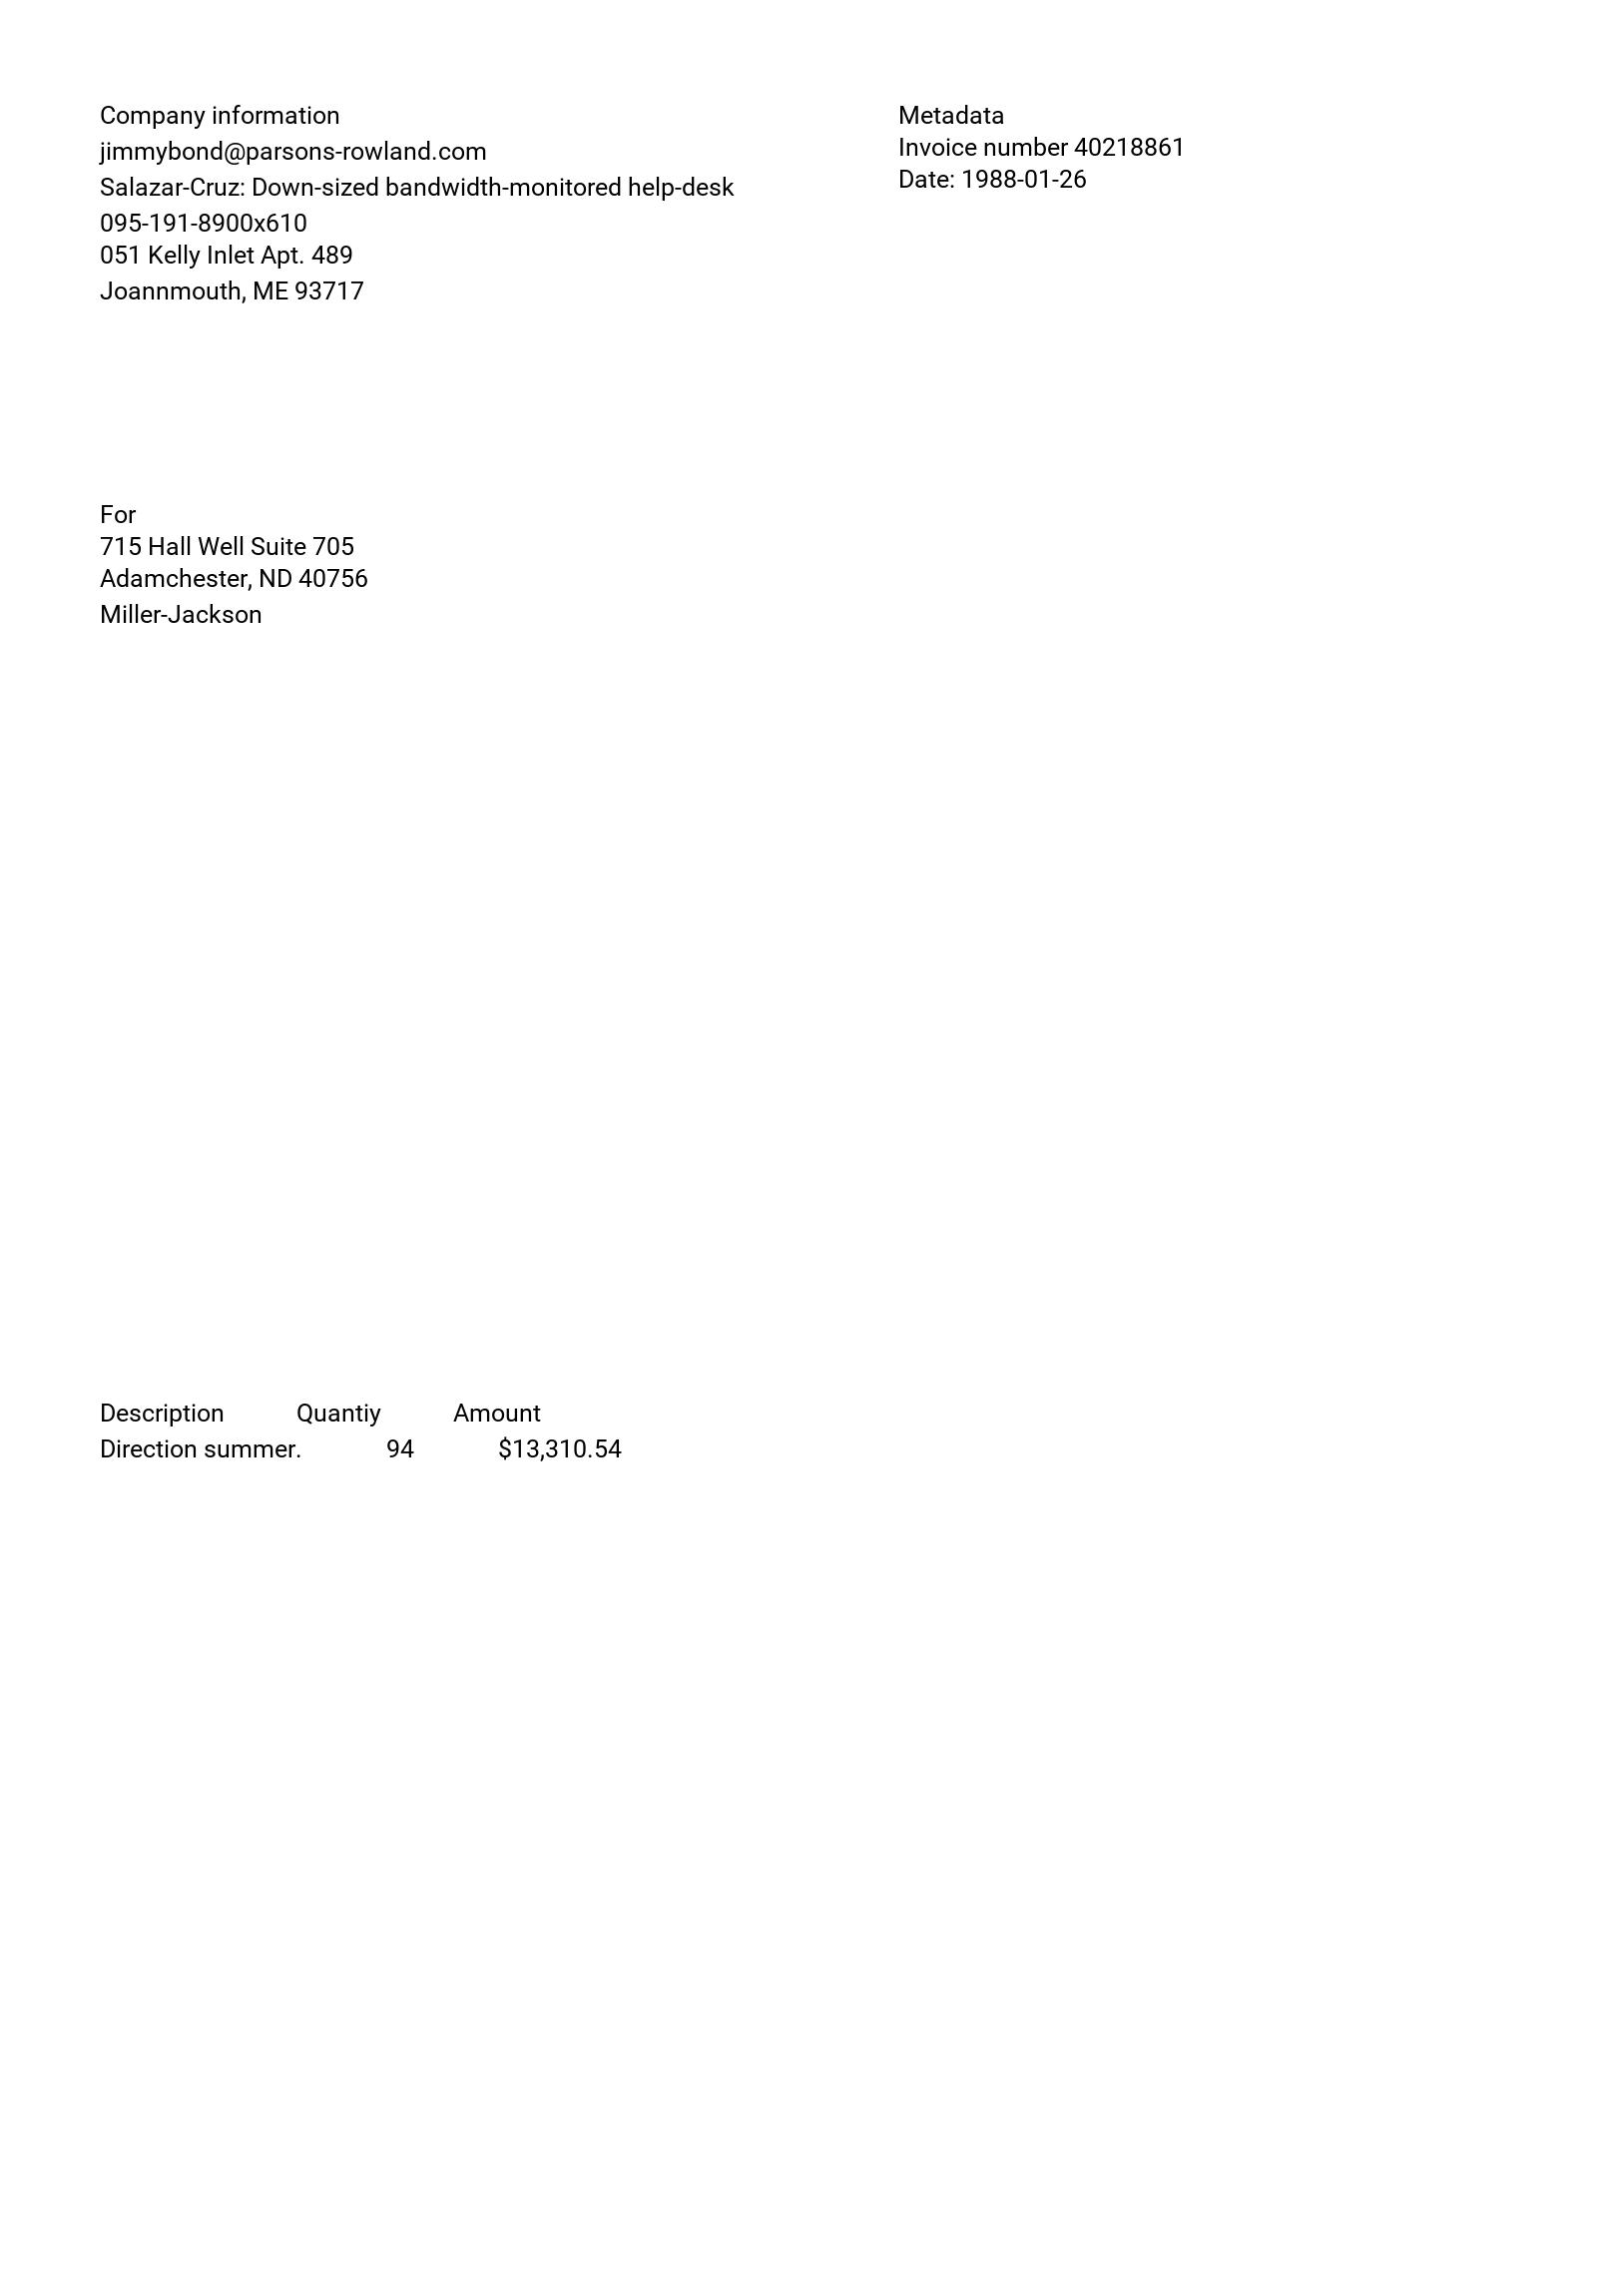 Company information
jimmybond@parsons-rowland.com
Salazar-Cruz: Down-sized bandwidth-monitored help-desk
095-191-8900x610
051 Kelly Inlet Apt. 489
Joannmouth, ME 93717
Metadata
Invoice number 40218861
Date: 1988-01-26
For
715 Hall Well Suite 705
Adamchester, ND 40756
Miller-Jackson
Description Quantiy Amount
Direction summer. 94 $13,310.54